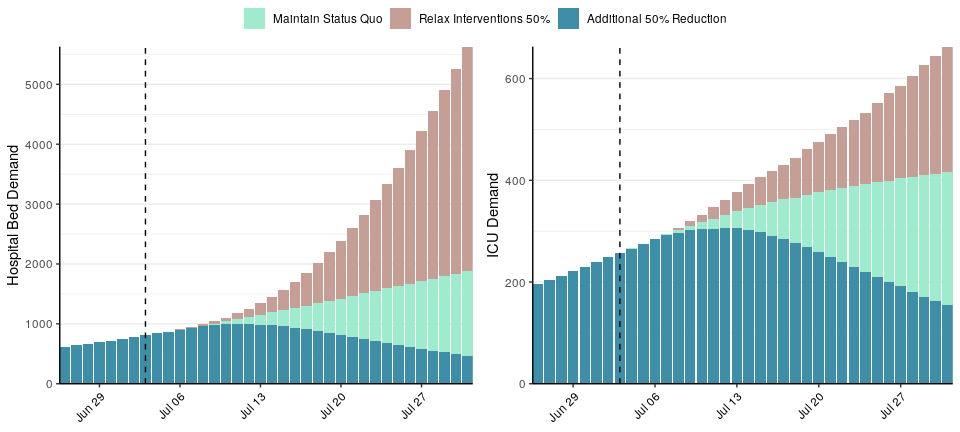 Maintain Status Quo Relax Interventions 50% Additional 50% Reduction
Hospital Bed Demand
5000
4000
3000
2000
1000
0
Jun 29 Jul 06 Jul 13 Jul 20 Jul 27
ICU Demand
600
400
200
0
Jun 29 Jul 06 Jul 13 Jul 20 Jul 27